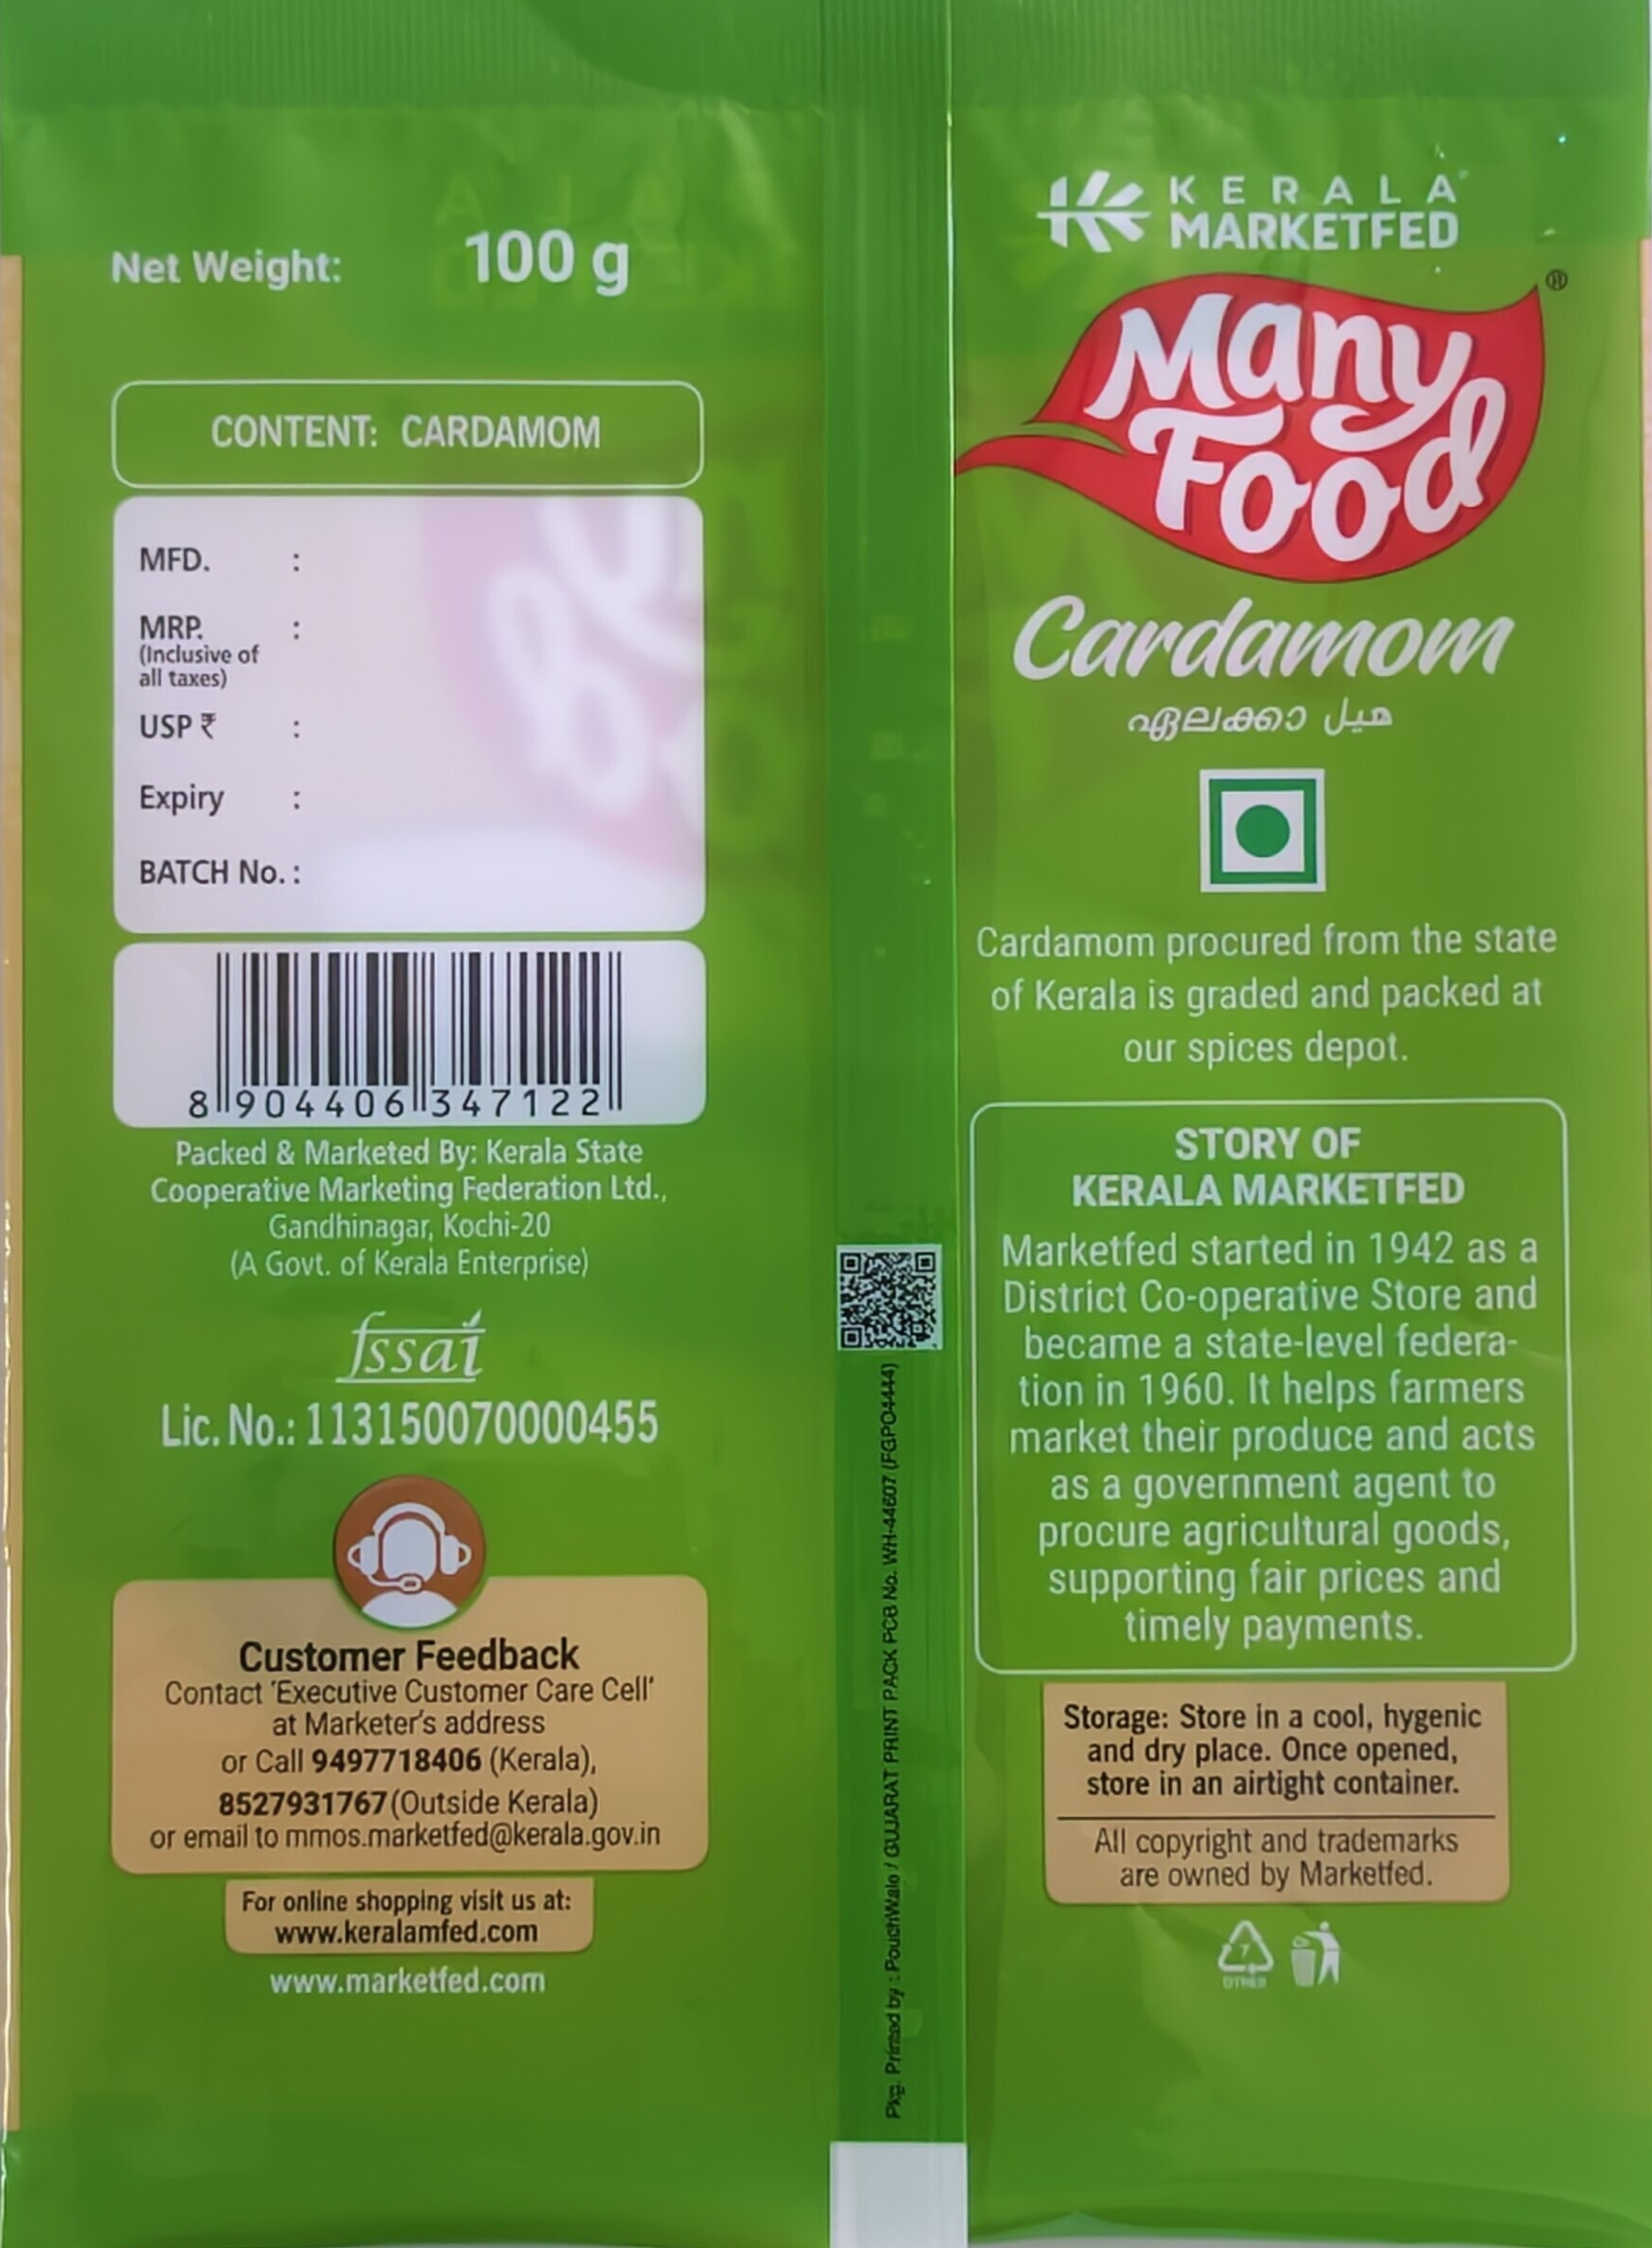 Net Weight: 100 g
CONTENT: CARDAMOM
MFD. :
MRP. :
(Inclusive of
all taxes)
USP ₹ :
Expiry :
BATCH No. :
8 904406 347122
Packed & Marketed By: Kerala State
Cooperative Marketing Federation Ltd.,
Gandhinagar, Kochi-20
(A Govt. of Kerala Enterprise)
fssai
Lic. No.: 113150070000455
Customer Feedback
Contact 'Executive Customer Care Cell'
at Marketer's address
or Call 9497718406 (Kerala),
8527931767(Outside Kerala)
or email to mmos.marketfed@kerala.gov.in
For online shopping visit us at:
www.keralamfed.com
www.marketfed.com
Pkg. Printed by : PouchWalo / GUJARAT PRINT PACK PCB No. WH-44607 (FGPO4444)
KERALA
MARKETFED
Many ®
Food
Cardamom
ഏലക്കാ هيل
Cardamom procured from the state
of Kerala is graded and packed at
our spices depot.
STORY OF
KERALA MARKETFED
Marketfed started in 1942 as a
District Co-operative Store and
became a state-level federa-
tion in 1960. It helps farmers
market their produce and acts
as a government agent to
procure agricultural goods,
supporting fair prices and
timely payments.
Storage: Store in a cool, hygenic
and dry place. Once opened,
store in an airtight container.
All copyright and trademarks
are owned by Marketfed.
7
OTHER